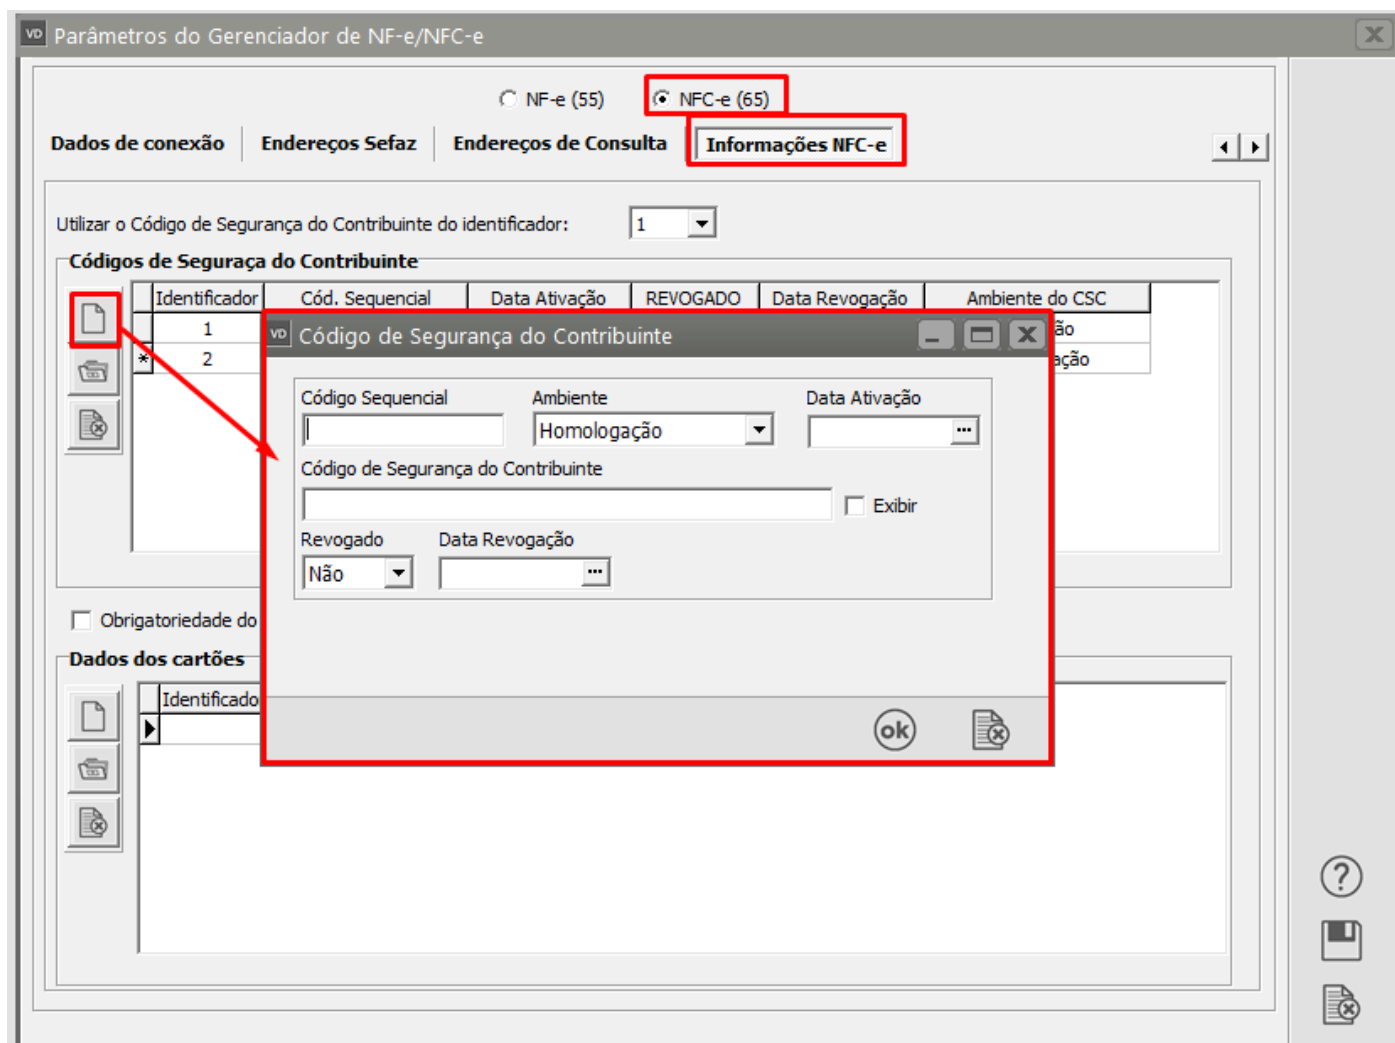 VD Parâmetros do Gerenciador de NF-e/NFC-e
NF-e (55) NFC-e (65)
Dados de conexão Endereços Sefaz Endereços de Consulta Informações NFC-e
Utilizar o Código de Segurança do Contribuinte do identificador: 1
Códigos de Seguraça do Contribuinte
Identificador Cód. Sequencial Data Ativação REVOGADO Data Revogação Ambiente do CSC
1 ão
* 2 ação
VD Código de Segurança do Contribuinte
Código Sequencial Ambiente Data Ativação
Homologação ...
Código de Segurança do Contribuinte
Exibir
Revogado Data Revogação
Não ...
Obrigatoriedade do
Dados dos cartões
Identificado
ok
?